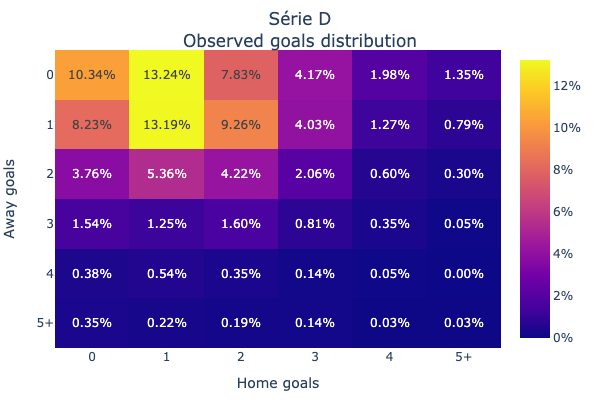 Série D
Observed goals distribution
0 10.34% 13.24% 7.83% 4.17% 1.98% 1.35%
1 8.23% 13.19% 9.26% 4.03% 1.27% 0.79%
2 3.76% 5.36% 4.22% 2.06% 0.60% 0.30%
3 1.54% 1.25% 1.60% 0.81% 0.35% 0.05%
4 0.38% 0.54% 0.35% 0.14% 0.05% 0.00%
5+ 0.35% 0.22% 0.19% 0.14% 0.03% 0.03%
0 1 2 3 4 5+
Home goals
Away goals
12%
10%
8%
6%
4%
2%
0%